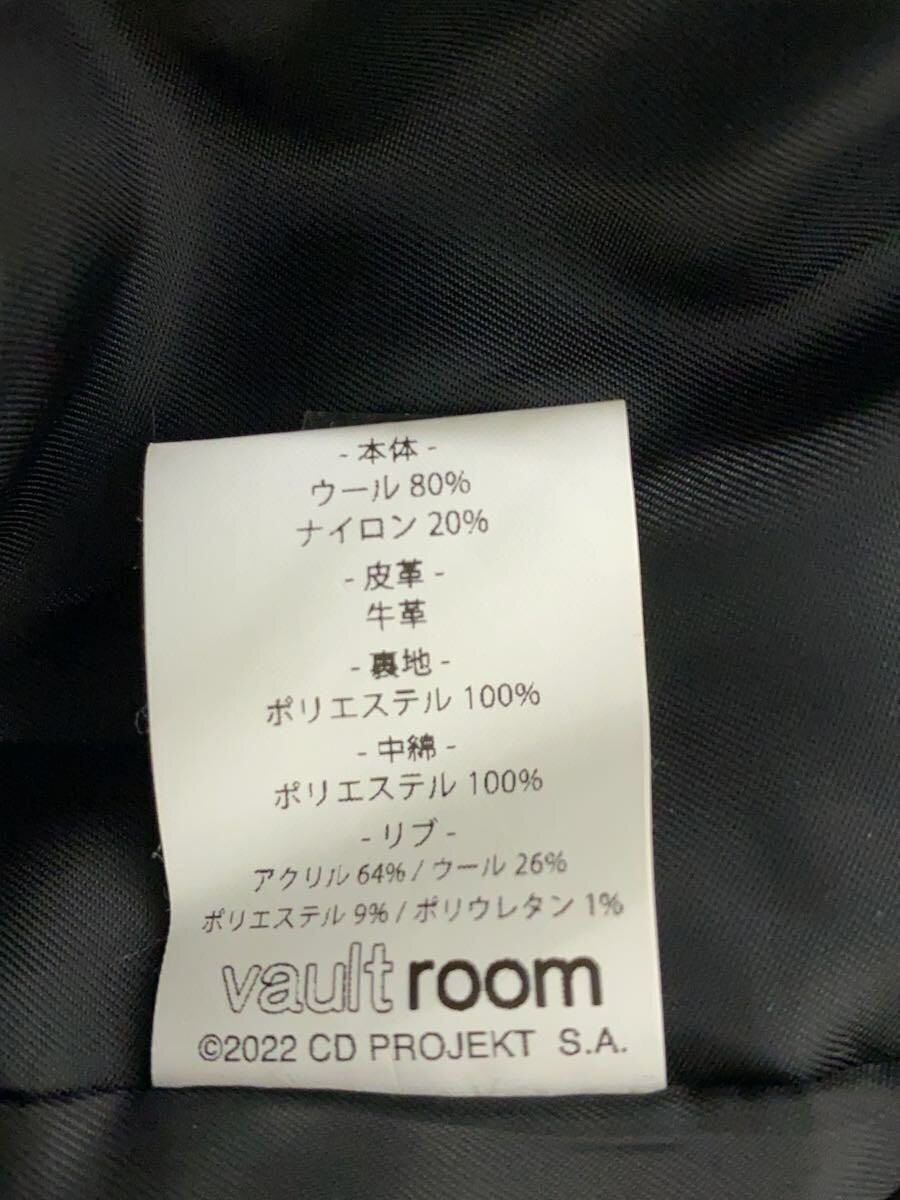 - 本体 -
ウール 80%
ナイロン 20%
- 皮革 -
牛革
- 裏地 -
ポリエステル 100%
- 中綿 -
ポリエステル 100%
- リブ -
アクリル 64% / ウール 26%
ポリエステル 9% / ポリウレタン 1%
vault room
©2022 CD PROJEKT S.A.